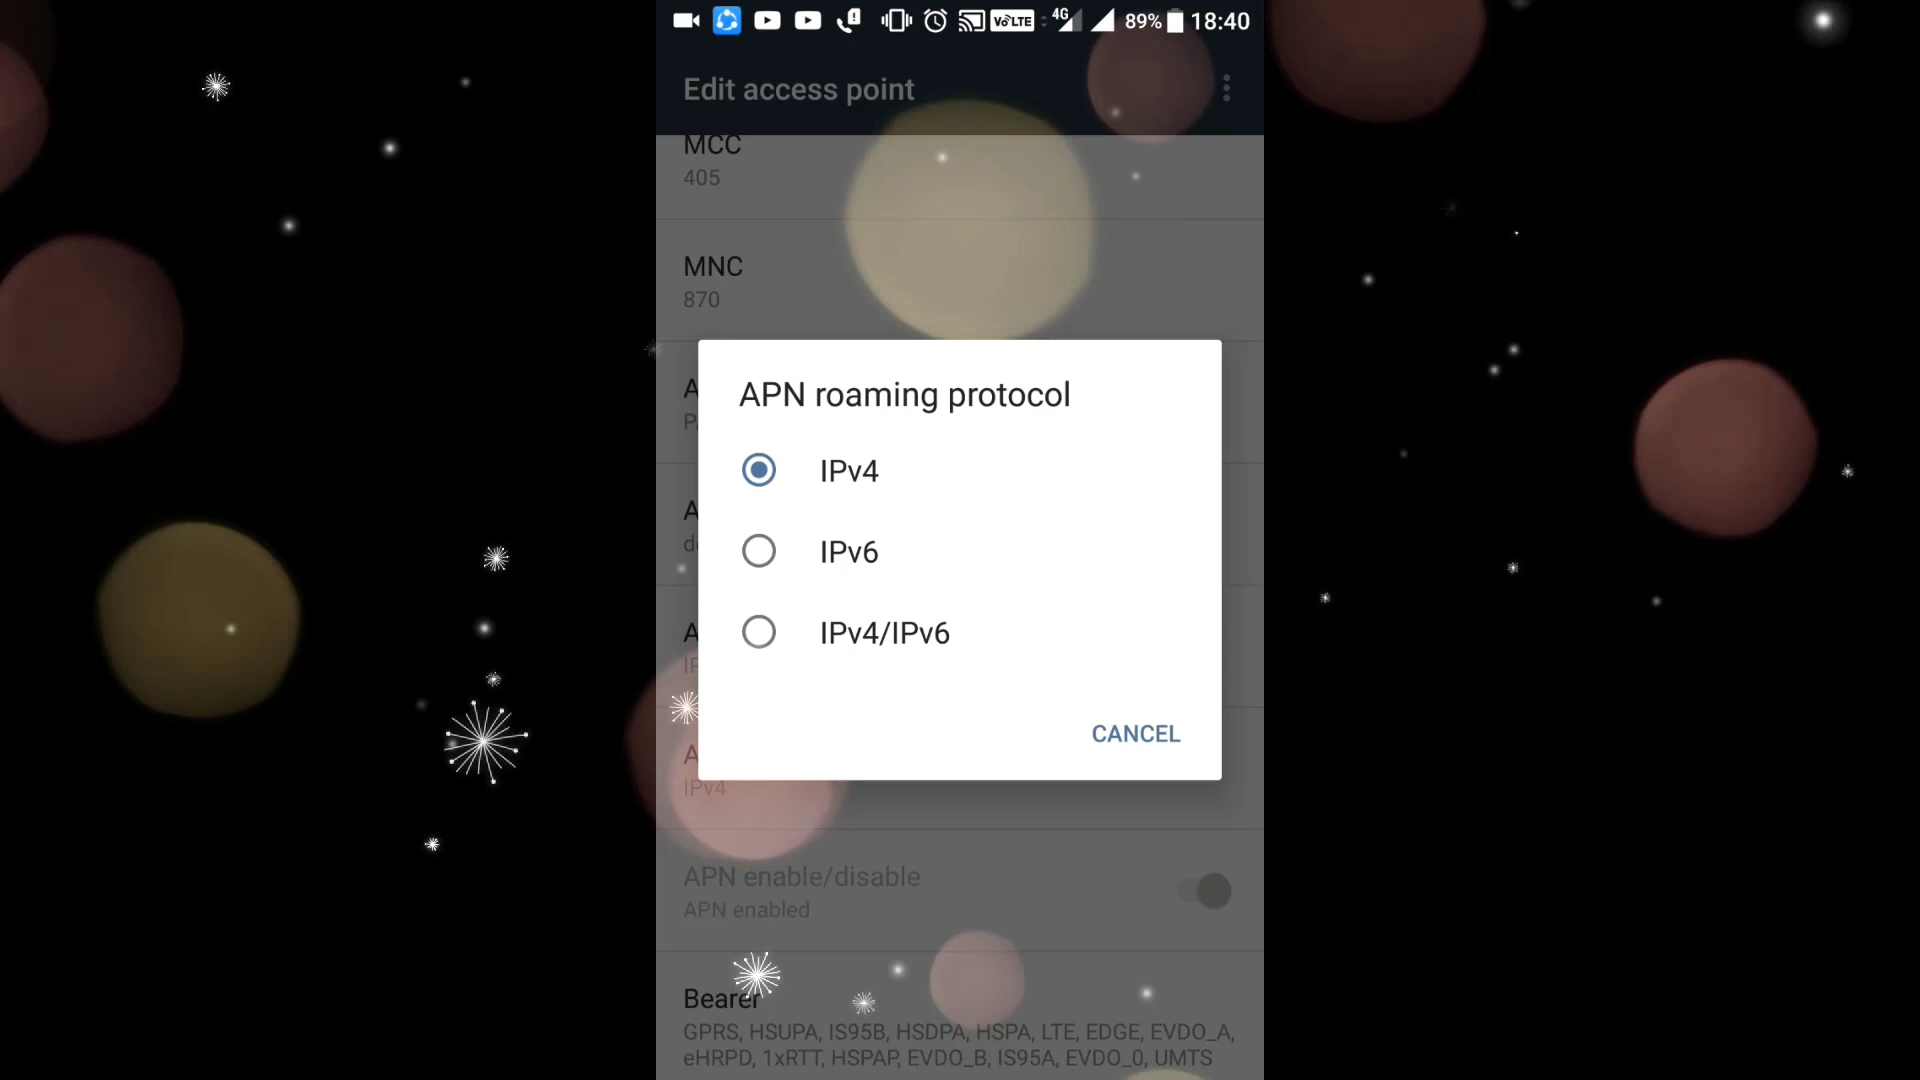 VoLTE 4G 89% 18:40
Edit access point
MCC
405
MNC
870
A
P
A
d
A
IP
A
IPv4
APN roaming protocol
IPv4
IPv6
IPv4/IPv6
CANCEL
APN enable/disable
APN enabled
Bearer
GPRS, HSUPA, IS95B, HSDPA, HSPA, LTE, EDGE, EVDO_A,
eHRPD, 1xRTT, HSPAP, EVDO_B, IS95A, EVDO_0, UMTS